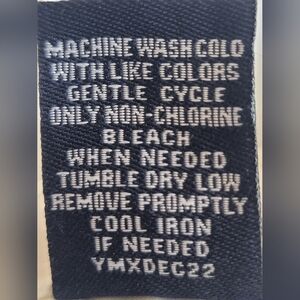 MACHINE WASH COLD
WITH LIKE COLORS
GENTLE CYCLE
ONLY NON-CHLORINE
BLEACH
WHEN NEEDED
TUMBLE DRY LOW
REMOVE PROMPTLY
COOL IRON
IF NEEDED
YMXDEC22